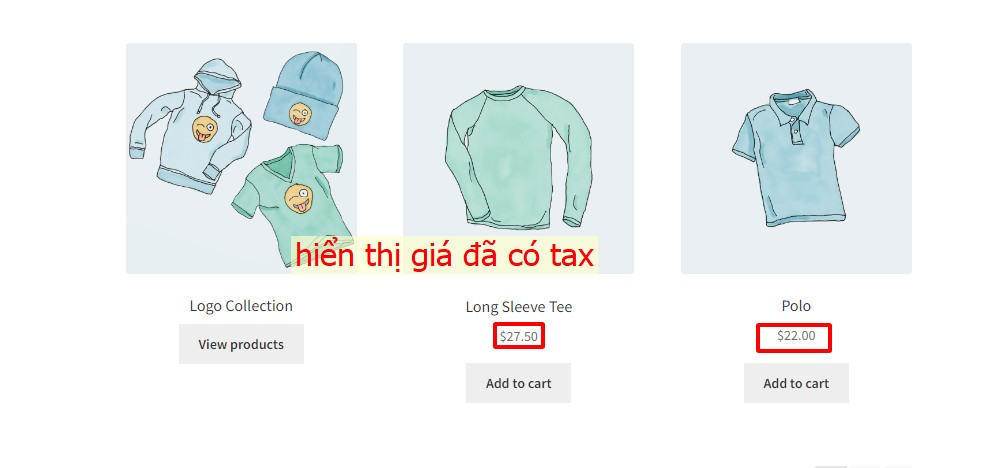 hiển thị giá đã có tax
Logo Collection
View products
Long Sleeve Tee
$27.50
Add to cart
Polo
$22.00
Add to cart